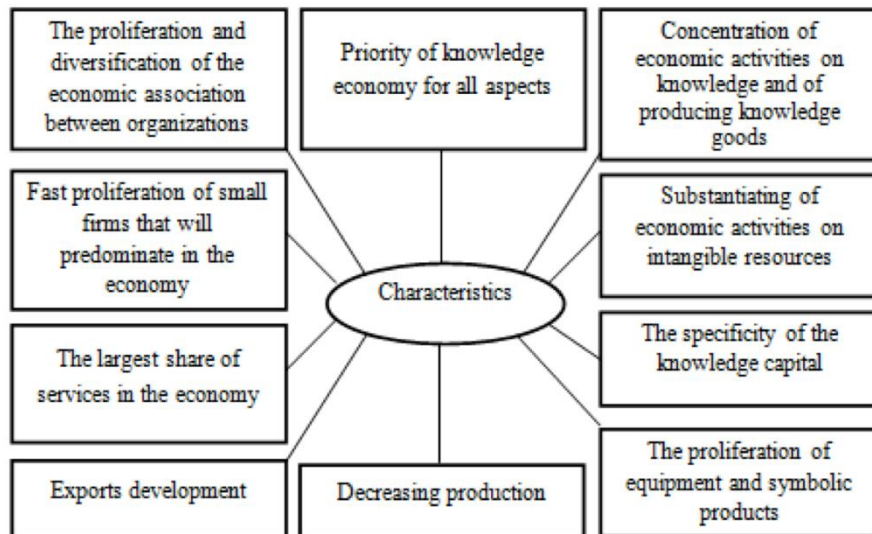 The proliferation and
diversification of the
economic association
between organizations
Priority of knowledge
economy for all aspects
Concentration of
economic activities on
knowledge and of
producing knowledge
goods
Fast proliferation of small
firms that will
predominate in the
economy
Substantiating of
economic activities on
intangible resources
Characteristics
The largest share of
services in the economy
The specificity of the
knowledge capital
Exports development
Decreasing production
The proliferation of
equipment and symbolic
products